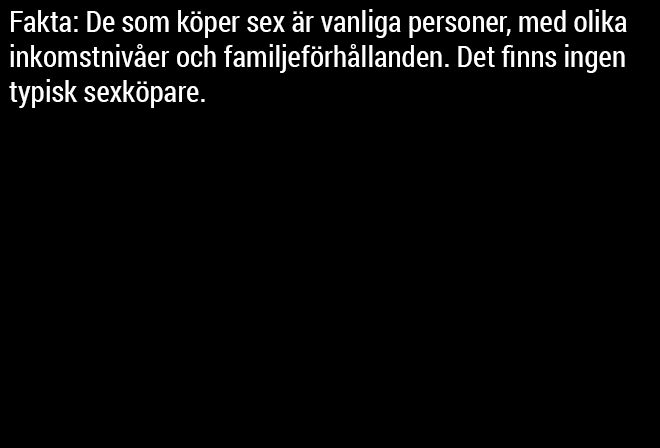 Fakta: De som köper sex är vanliga personer, med olika
inkomstnivåer och familjeförhållanden. Det finns ingen
typisk sexköpare.